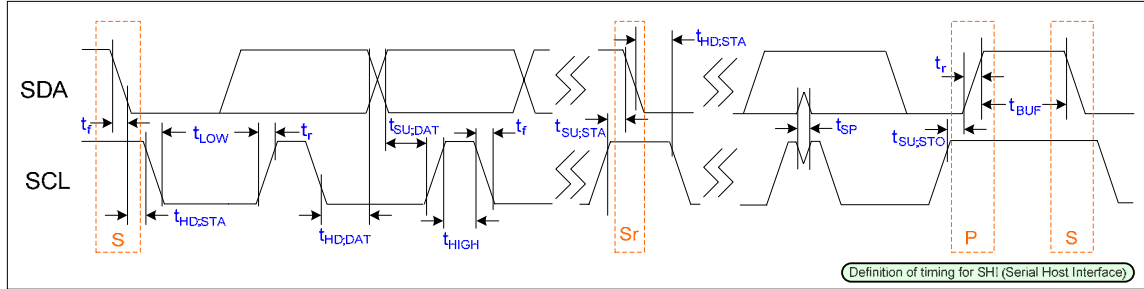 SDA
t_f
t_LOW
t_r
t_SU;DAT
t_f
t_SU;STA
t_HD;STA
t_SP
t_r
t_BUF
t_SU;STO
SCL
t_HD;STA
t_HD;DAT
t_HIGH
S
Sr
P
S
Definition of timing for SHI (Serial Host Interface)